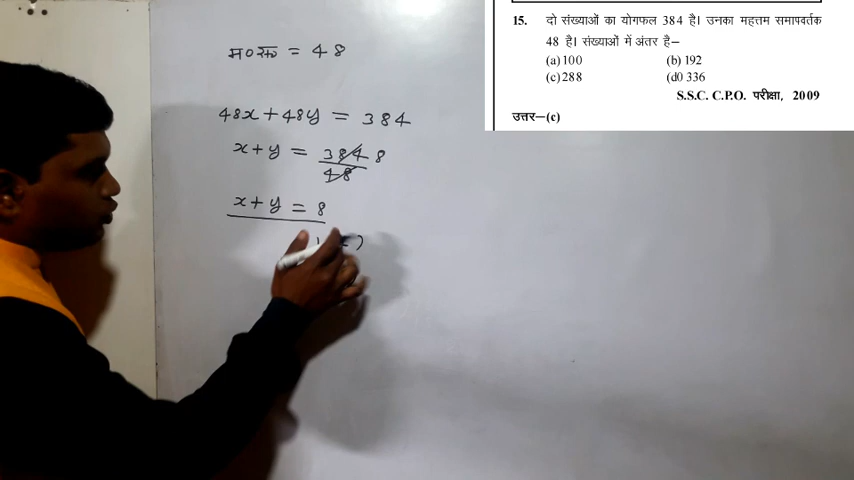 म०स० = 48
48x + 48y = 384
x + y = 384 8
48
x + y = 8
15. दो संख्याओं का योगफल 384 है। उनका महत्तम समापवर्तक
48 है। संख्याओं में अंतर है–
(a) 100 (b) 192
(c) 288 (d0 336
S.S.C. C.P.O. परीक्षा, 2009
उत्तर–(c)